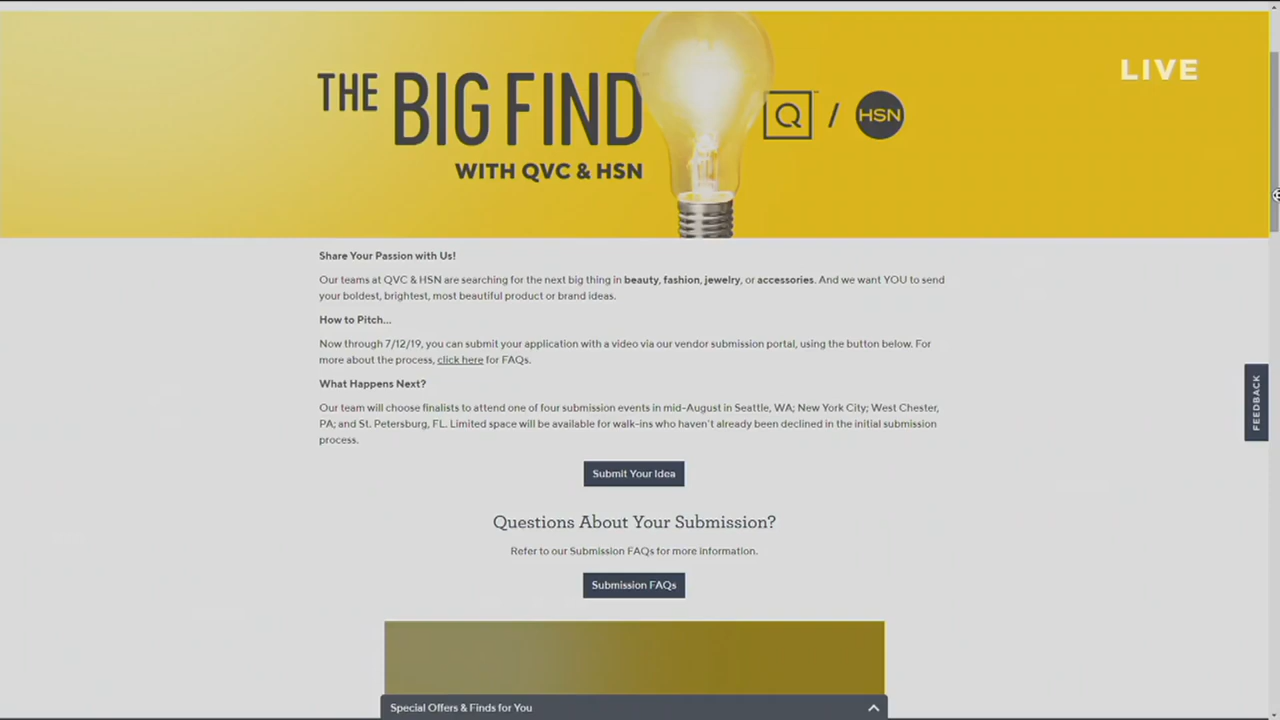 THE BIG FIND
WITH QVC & HSN
Q™ / HSN
LIVE
Share Your Passion with Us!
Our teams at QVC & HSN are searching for the next big thing in beauty, fashion, jewelry, or accessories. And we want YOU to send
your boldest, brightest, most beautiful product or brand ideas.
How to Pitch...
Now through 7/12/19, you can submit your application with a video via our vendor submission portal, using the button below. For
more about the process, click here for FAQs.
What Happens Next?
Our team will choose finalists to attend one of four submission events in mid-August in Seattle, WA; New York City; West Chester,
PA; and St. Petersburg, FL. Limited space will be available for walk-ins who haven't already been declined in the initial submission
process.
FEEDBACK
Submit Your Idea
Questions About Your Submission?
Refer to our Submission FAQs for more information.
Submission FAQs
Special Offers & Finds for You